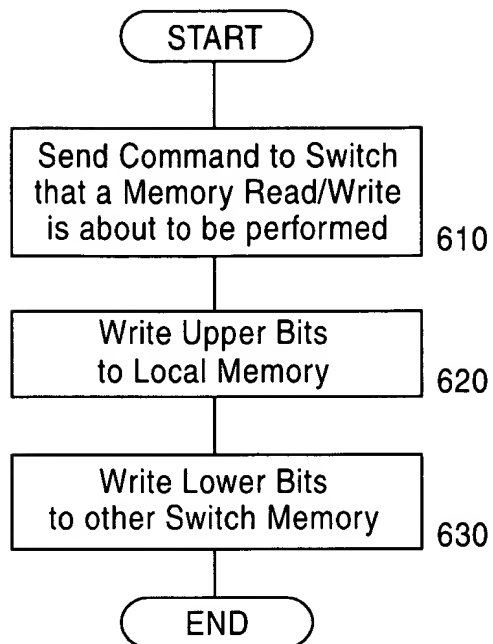 START
Send Command to Switch
that a Memory Read/Write
is about to be performed
610
Write Upper Bits
to Local Memory
620
Write Lower Bits
to other Switch Memory
630
END